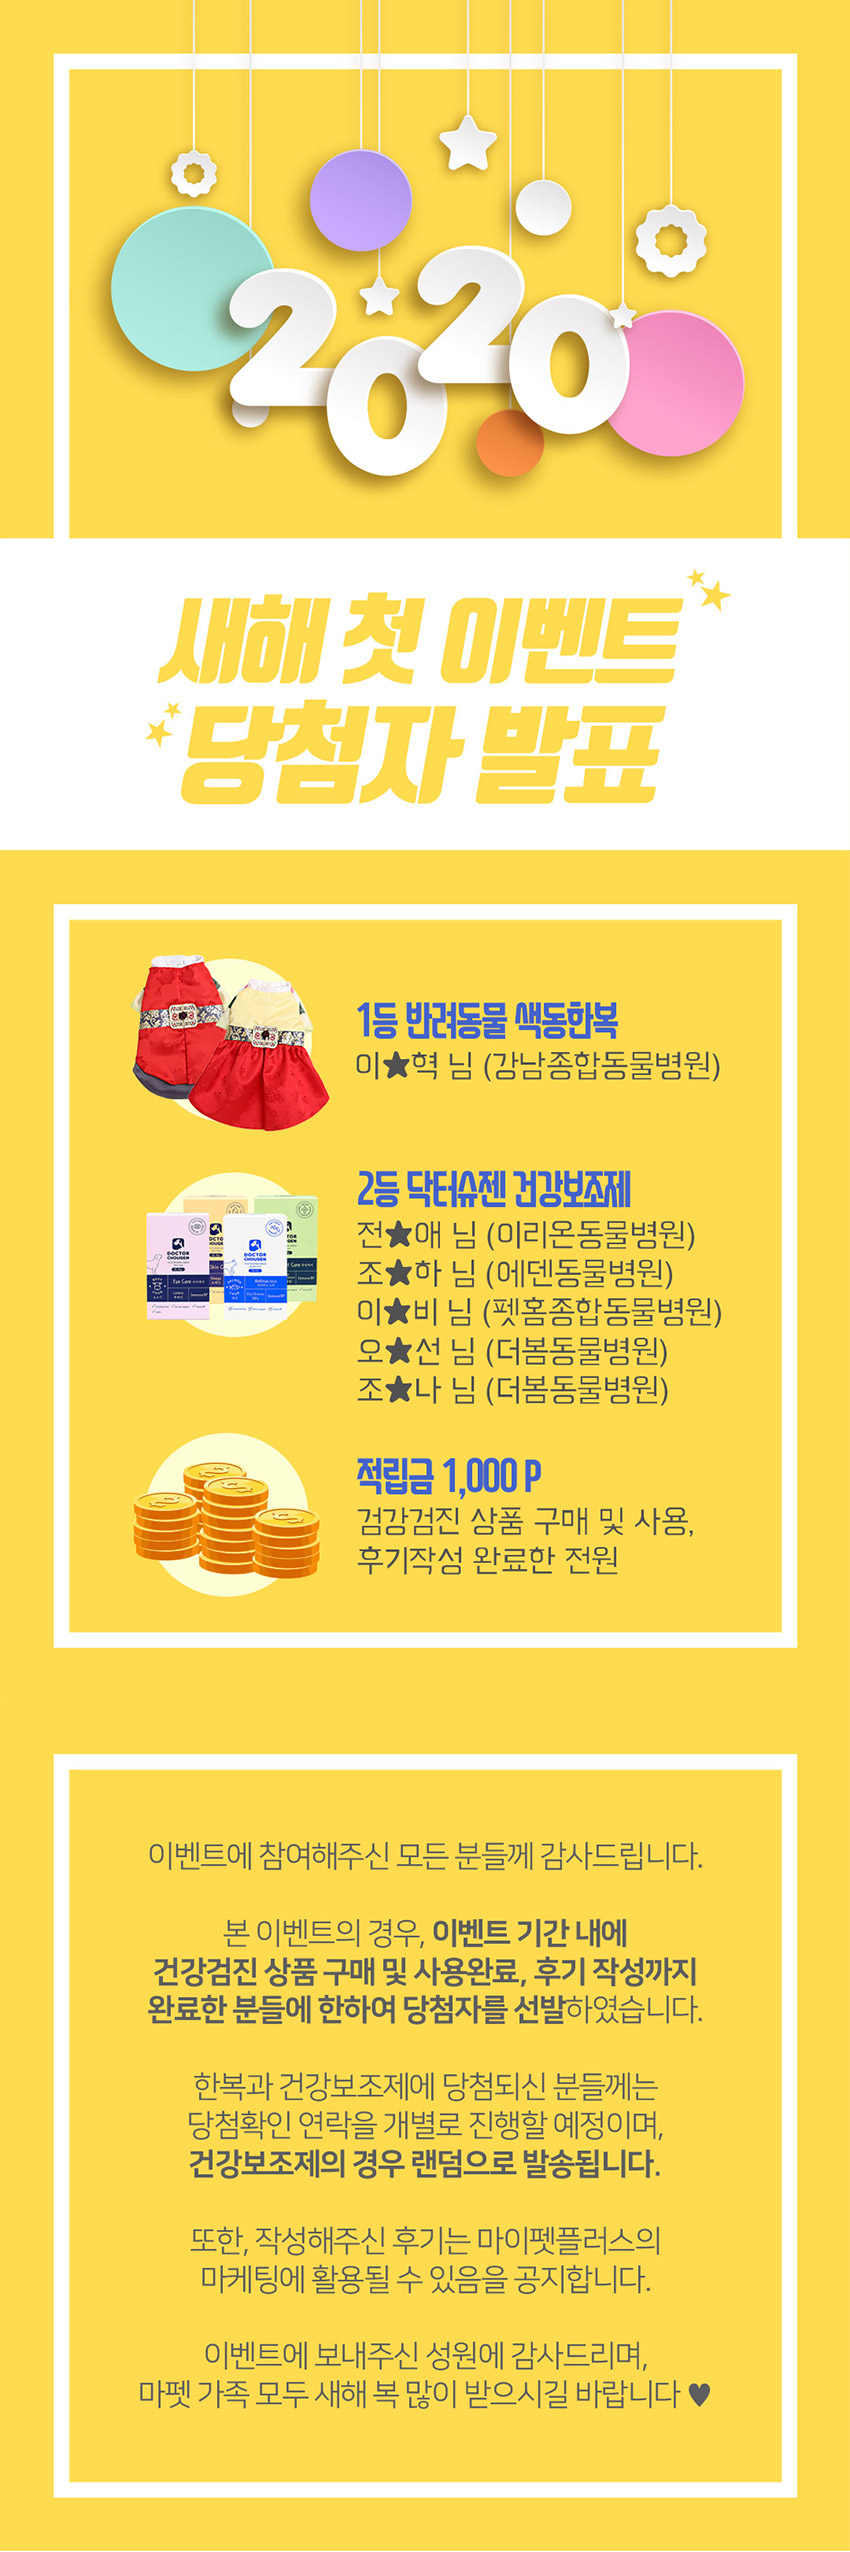 2020
새해 첫 이벤트
당첨자 발표
1등 반려동물 색동한복
이★혁 님 (강남종합동물병원)
2등 닥터슈젠 건강보조제
전★애 님 (이리온동물병원)
조★하 님 (에덴동물병원)
이★비 님 (펫홈종합동물병원)
오★선 님 (더봄동물병원)
조★나 님 (더봄동물병원)
DOCTOR
CHOUGEN
Eye Care
DOCTOR
CHOUGEN
적립금 1,000 P
검강검진 상품 구매 및 사용,
후기작성 완료한 전원
이벤트에 참여해주신 모든 분들께 감사드립니다.
본 이벤트의 경우, 이벤트 기간 내에
건강검진 상품 구매 및 사용완료, 후기 작성까지
완료한 분들에 한하여 당첨자를 선발하였습니다.
한복과 건강보조제에 당첨되신 분들께는
당첨확인 연락을 개별로 진행할 예정이며,
건강보조제의 경우 랜덤으로 발송됩니다.
또한, 작성해주신 후기는 마이펫플러스의
마케팅에 활용될 수 있음을 공지합니다.
이벤트에 보내주신 성원에 감사드리며,
마펫 가족 모두 새해 복 많이 받으시길 바랍니다 ♥